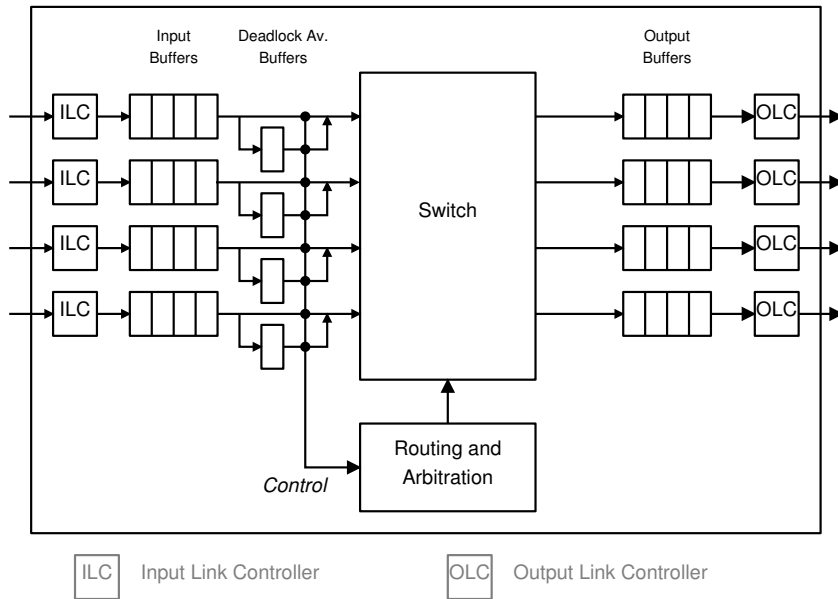 Input
Buffers
Deadlock Av.
Buffers
Output
Buffers
ILC
OLC
ILC
OLC
Switch
ILC
OLC
ILC
OLC
Routing and
Arbitration
Control
ILC Input Link Controller
OLC Output Link Controller